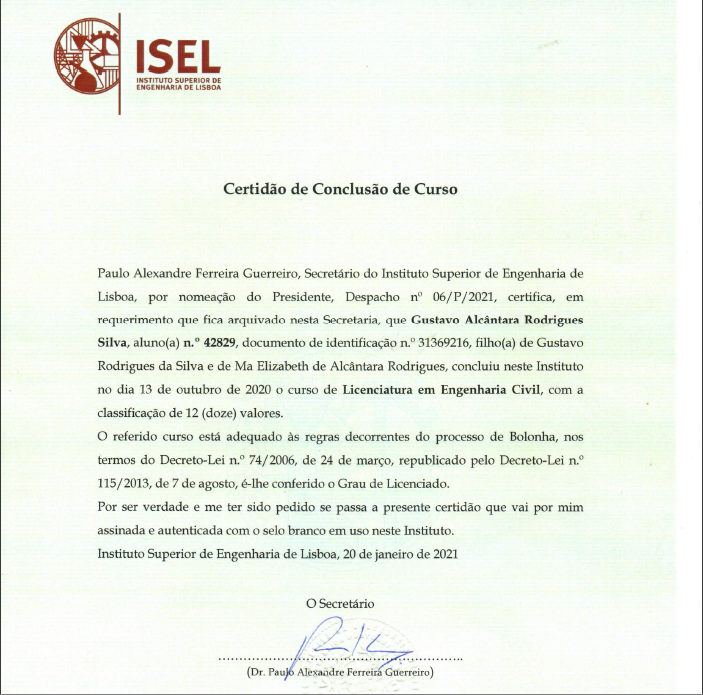 ISEL
INSTITUTO SUPERIOR DE
ENGENHARIA DE LISBOA
Certidão de Conclusão de Curso
Paulo Alexandre Ferreira Guerreiro, Secretário do Instituto Superior de Engenharia de
Lisboa, por nomeação do Presidente, Despacho nº 06/P/2021, certifica, em
requerimento que fica arquivado nesta Secretaria, que Gustavo Alcântara Rodrigues
Silva, aluno(a) n.º 42829, documento de identificação n.º 31369216, filho(a) de Gustavo
Rodrigues da Silva e de Ma Elizabeth de Alcântara Rodrigues, concluiu neste Instituto
no dia 13 de outubro de 2020 o curso de Licenciatura em Engenharia Civil, com a
classificação de 12 (doze) valores.
O referido curso está adequado às regras decorrentes do processo de Bolonha, nos
termos do Decreto-Lei n.º 74/2006, de 24 de março, republicado pelo Decreto-Lei n.º
115/2013, de 7 de agosto, é-lhe conferido o Grau de Licenciado.
Por ser verdade e me ter sido pedido se passa a presente certidão que vai por mim
assinada e autenticada com o selo branco em uso neste Instituto.
Instituto Superior de Engenharia de Lisboa, 20 de janeiro de 2021
O Secretário
(Dr. Paulo Alexandre Ferreira Guerreiro)